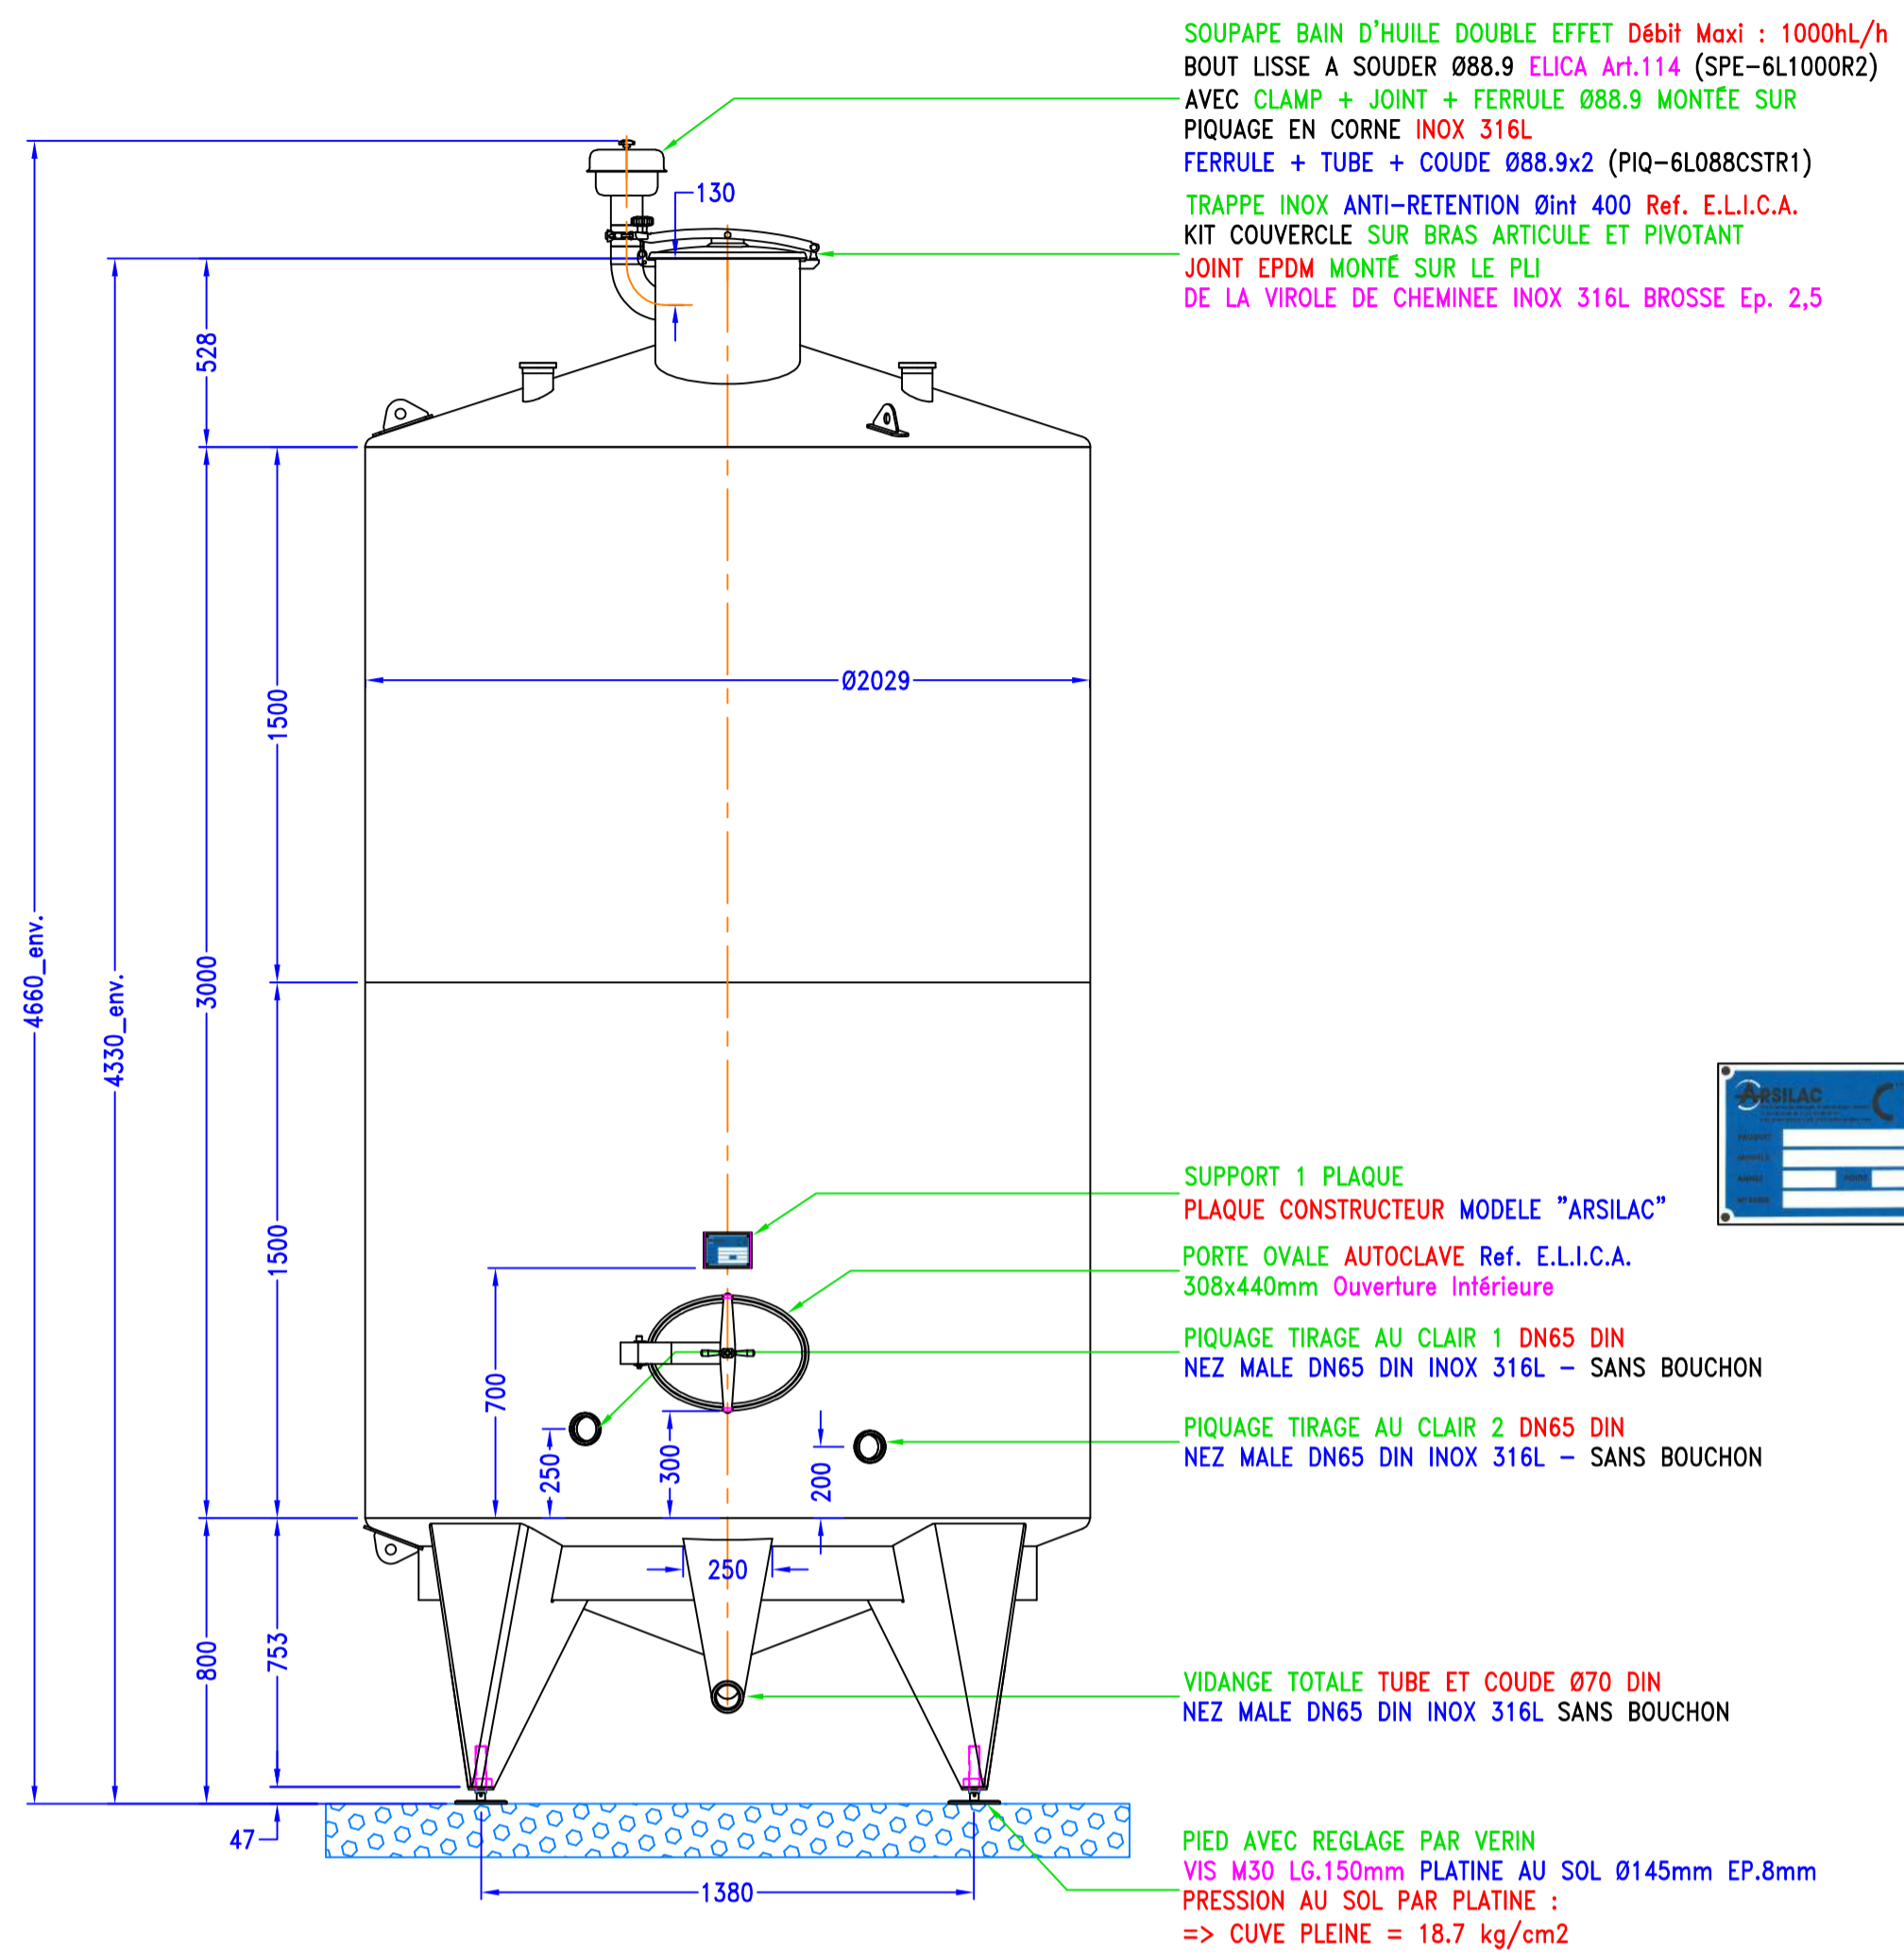 SOUPAPE BAIN D'HUILE DOUBLE EFFET Débit Maxi : 1000hL/h
BOUT LISSE A SOUDER Ø88.9 ELICA Art.114 (SPE-6L1000R2)
AVEC CLAMP + JOINT + FERRULE Ø88.9 MONTÉE SUR
PIQUAGE EN CORNE INOX 316L
FERRULE + TUBE + COUDE Ø88.9x2 (PIQ-6L088CSTR1)
TRAPPE INOX ANTI-RETENTION Øint 400 Ref. E.L.I.C.A.
KIT COUVERCLE SUR BRAS ARTICULE ET PIVOTANT
JOINT EPDM MONTÉ SUR LE PLI
DE LA VIROLE DE CHEMINEE INOX 316L BROSSE Ep. 2,5
130
528
Ø2029
1500
4660_env.
4330_env.
3000
ARSILAC
SUPPORT 1 PLAQUE
PLAQUE CONSTRUCTEUR MODELE "ARSILAC"
PORTE OVALE AUTOCLAVE Ref. E.L.I.C.A.
308x440mm Ouverture Intérieure
1500
PIQUAGE TIRAGE AU CLAIR 1 DN65 DIN
NEZ MALE DN65 DIN INOX 316L - SANS BOUCHON
700
PIQUAGE TIRAGE AU CLAIR 2 DN65 DIN
NEZ MALE DN65 DIN INOX 316L - SANS BOUCHON
250
300
200
250
800
753
VIDANGE TOTALE TUBE ET COUDE Ø70 DIN
NEZ MALE DN65 DIN INOX 316L SANS BOUCHON
47
1380
PIED AVEC REGLAGE PAR VERIN
VIS M30 LG.150mm PLATINE AU SOL Ø145mm EP.8mm
PRESSION AU SOL PAR PLATINE :
=> CUVE PLEINE = 18.7 kg/cm2